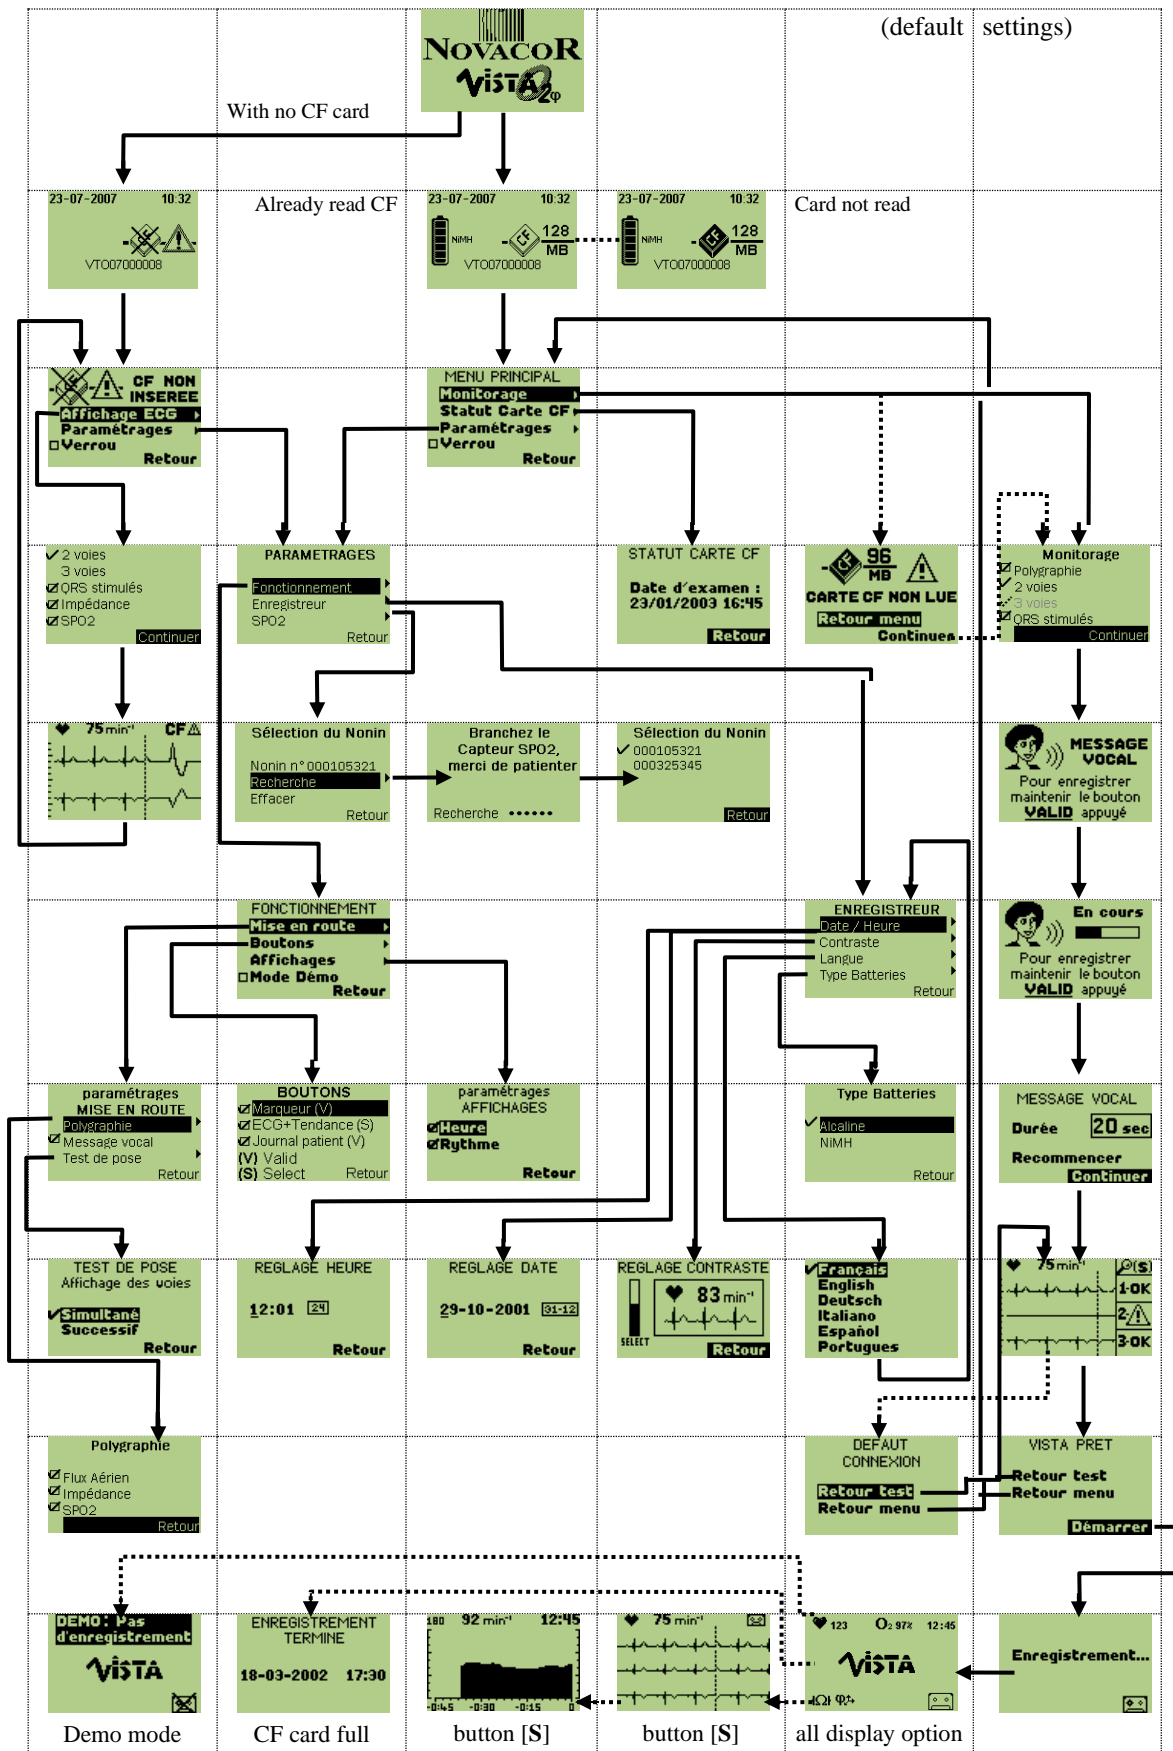 (default settings)
NOVACOR
VISTA 2φ
With no CF card
Already read CF
Card not read
23-07-2007 10:32
CF
VTO07000008
23-07-2007 10:32
NiMH
CF
128
MB
VTO07000008
23-07-2007 10:32
NiMH
CF
128
MB
VTO07000008
CF
CF NON
INSEREE
Affichage ECG
Paramétrages
Verrou
Retour
MENU PRINCIPAL
Monitorage
Statut Carte CF
Paramétrages
Verrou
Retour
2 voies
3 voies
QRS stimulés
Impédance
SPO2
Continuer
PARAMETRAGES
Fonctionnement
Enregistreur
SPO2
Retour
STATUT CARTE CF
Date d'examen :
23/01/2003 16:45
Retour
CF
96
MB
CARTE CF NON LUE
Retour menu
Continuer
Monitorage
Polygraphie
2 voies
3 voies
QRS stimulés
Continuer
75 min⁻¹ CF
Sélection du Nonin
Nonin n°000105321
Recherche
Effacer
Retour
Branchez le
Capteur SPO2,
merci de patienter
Recherche ••••••
Sélection du Nonin
000105321
000325345
Retour
MESSAGE
VOCAL
Pour enregistrer
maintenir le bouton
VALID appuyé
FONCTIONNEMENT
Mise en route
Boutons
Affichages
Mode Démo
Retour
ENREGISTREUR
Date / Heure
Contraste
Langue
Type Batteries
Retour
En cours
Pour enregistrer
maintenir le bouton
VALID appuyé
paramétrages
MISE EN ROUTE
Polygraphie
Message vocal
Test de pose
Retour
BOUTONS
Marqueur (V)
ECG+Tendance (S)
Journal patient (V)
(V) Valid
(S) Select Retour
paramétrages
AFFICHAGES
Heure
Rythme
Retour
Type Batteries
Alcaline
NiMH
Retour
MESSAGE VOCAL
Durée 20 sec
Recommencer
Continuer
TEST DE POSE
Affichage des voies
Simultané
Successif
Retour
REGLAGE HEURE
12:01 24
Retour
REGLAGE DATE
29-10-2001 31-12
Retour
REGLAGE CONTRASTE
83 min⁻¹
SELECT
Retour
Français
English
Deutsch
Italiano
Español
Portugues
75 min⁻¹ (S)
1-OK
2-
3-OK
Polygraphie
Flux Aérien
Impédance
SPO2
Retour
DEFAUT
CONNEXION
Retour test
Retour menu
VISTA PRET
Retour test
Retour menu
Démarrer
DEMO : Pas
d'enregistrement
VISTA
ENREGISTREMENT
TERMINE
18-03-2002 17:30
180 92 min⁻¹ 12:45
-0:45 -0:30 -0:15 0
75 min⁻¹
123 O2 97% 12:45
VISTA
Enregistrement...
Demo mode
CF card full
button [S]
button [S]
all display option